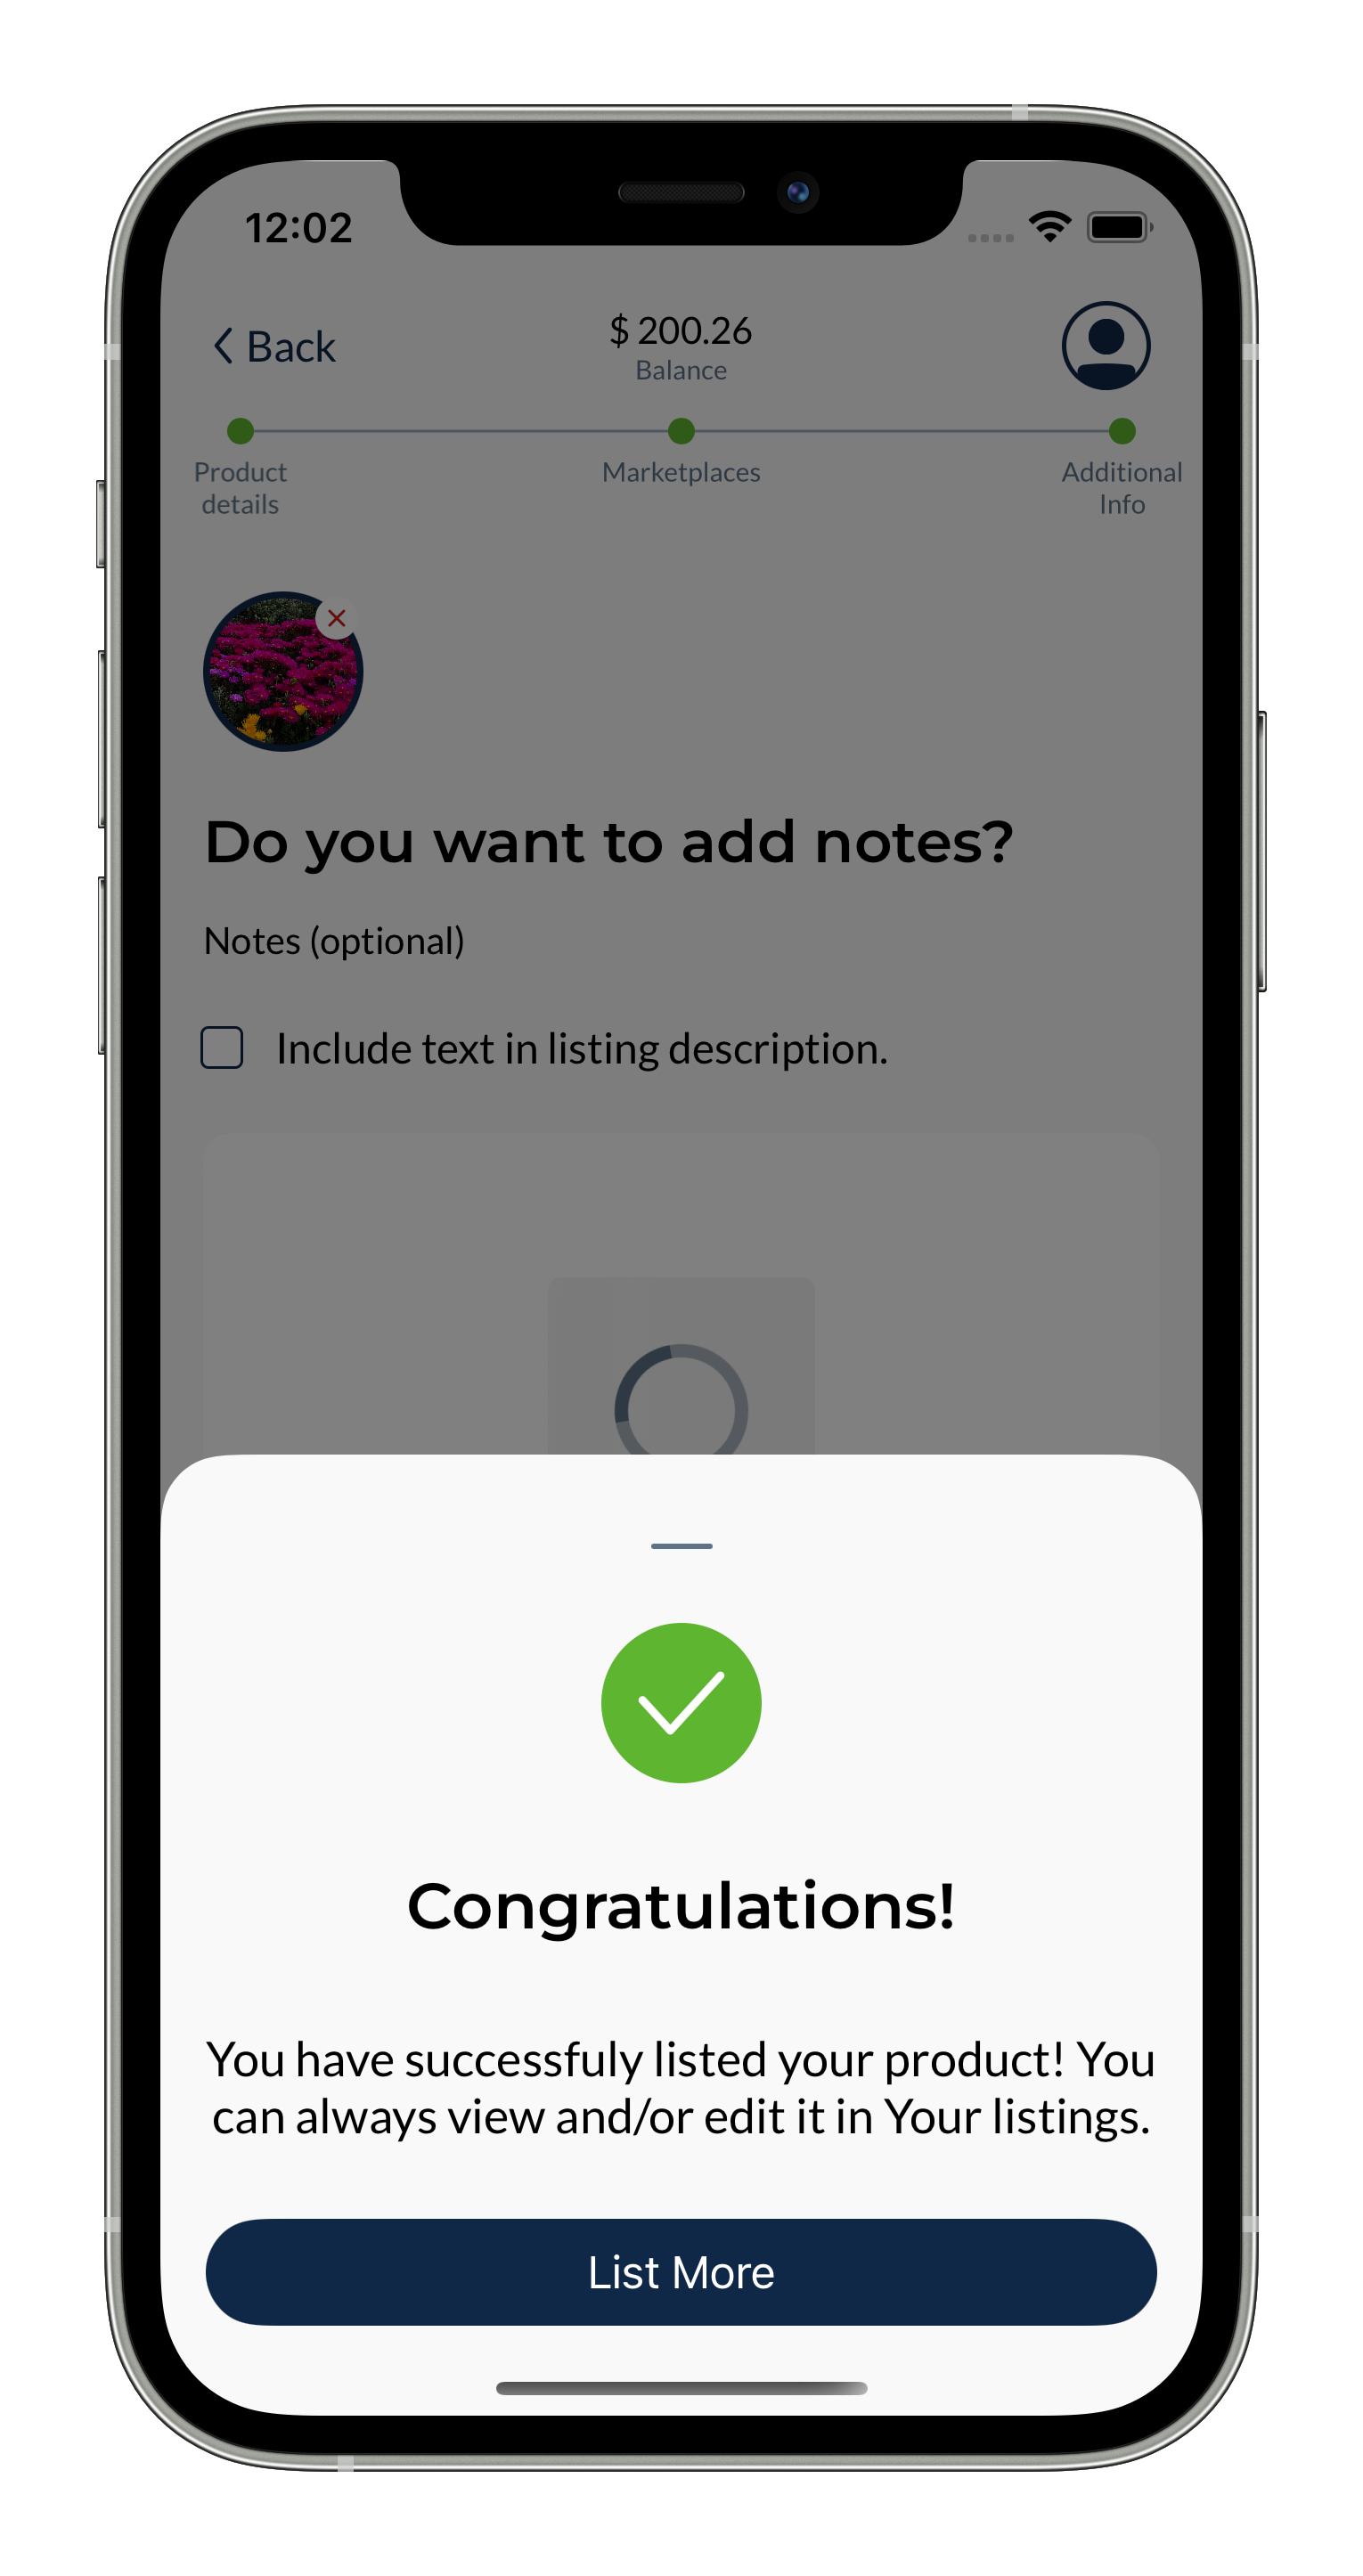 12:02
Back
$ 200.26
Balance
Product
details
Marketplaces
Additional
Info
Do you want to add notes?
Notes (optional)
Include text in listing description.
Congratulations!
You have successfuly listed your product! You
can always view and/or edit it in Your listings.
List More